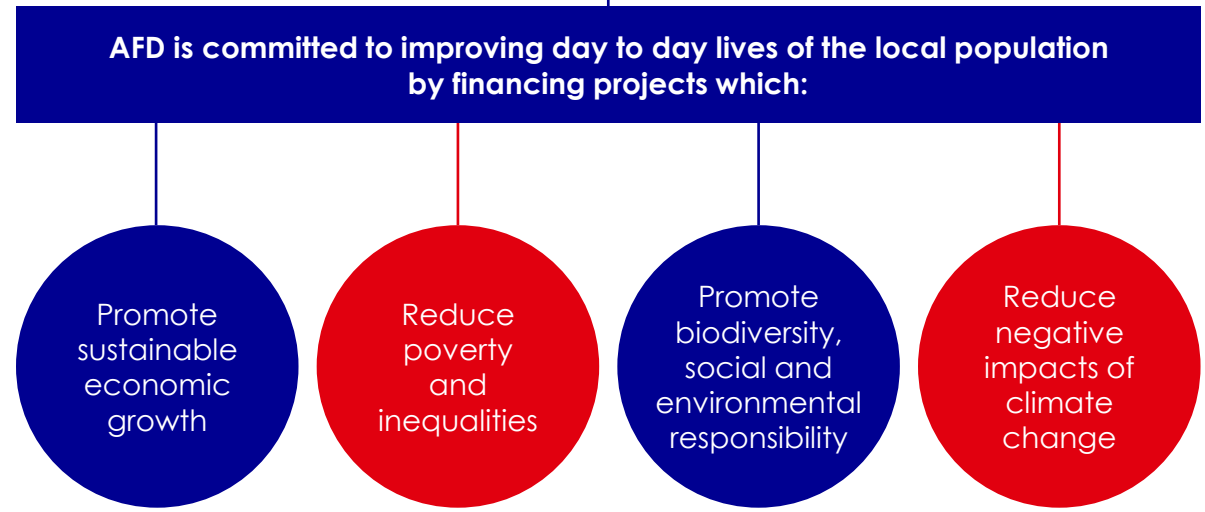 AFD is committed to improving day to day lives of the local population
by financing projects which:
Promote
sustainable
economic
growth
Reduce
poverty
and
inequalities
Promote
biodiversity,
social and
environmental
responsibility
Reduce
negative
impacts of
climate
change